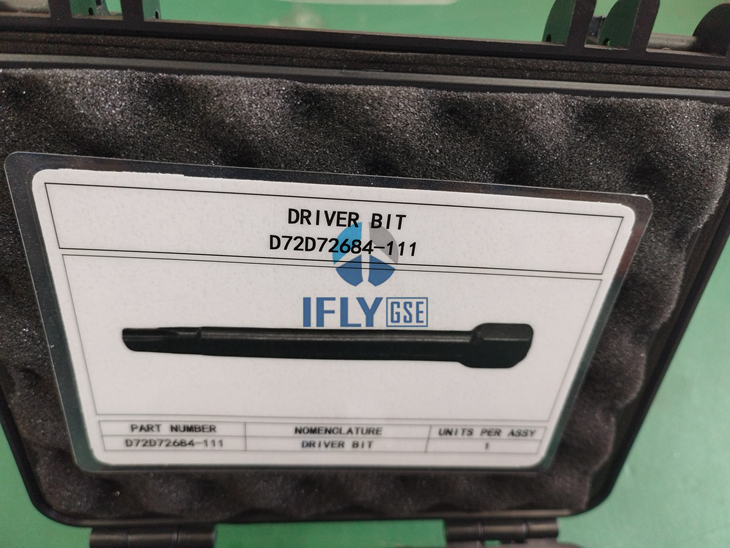 DRIVER BIT
D72D72684-111
IFLY GSE
PART NUMBER NOMENCLATURE UNITS PER ASSY
D72D72684-111 DRIVER BIT 1